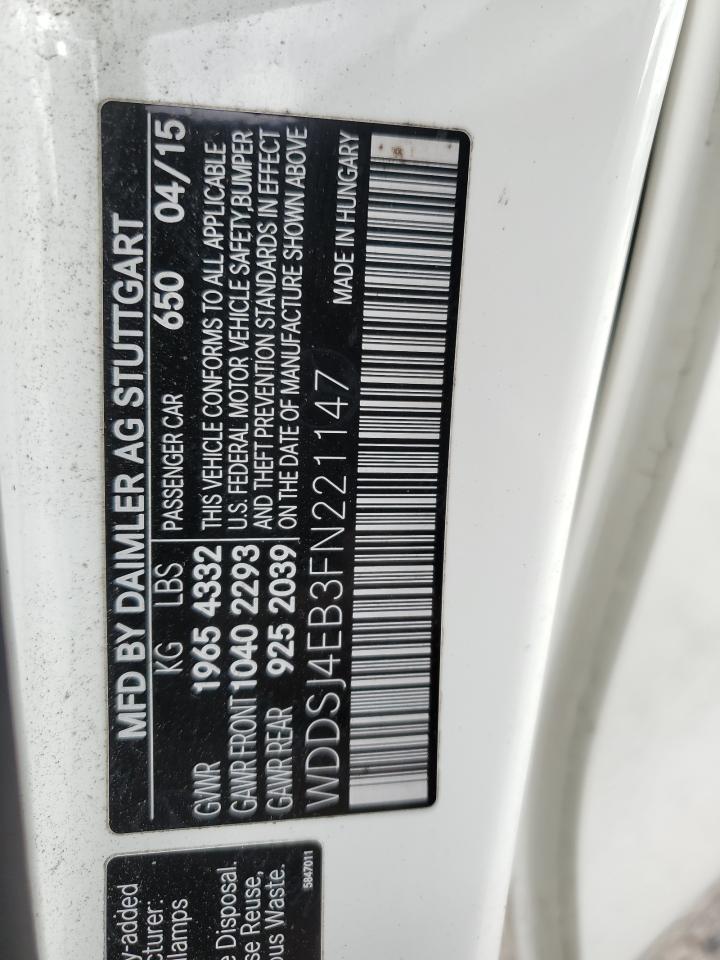 MFD BY DAIMLER AG STUTTGART
KG LBS PASSENGER CAR 650 04/15
GVWR 1965 4332 THIS VEHICLE CONFORMS TO ALL APPLICABLE
GAWR FRONT 1040 2293 U.S. FEDERAL MOTOR VEHICLE SAFETY,BUMPER
GAWR REAR 925 2039 AND THEFT PREVENTION STANDARDS IN EFFECT
ON THE DATE OF MANUFACTURE SHOWN ABOVE
WDDSJ4EB3FN221147 MADE IN HUNGARY
y-added
cturer.
llamps
e Disposal.
se Reuse,
ous Waste.
5847011